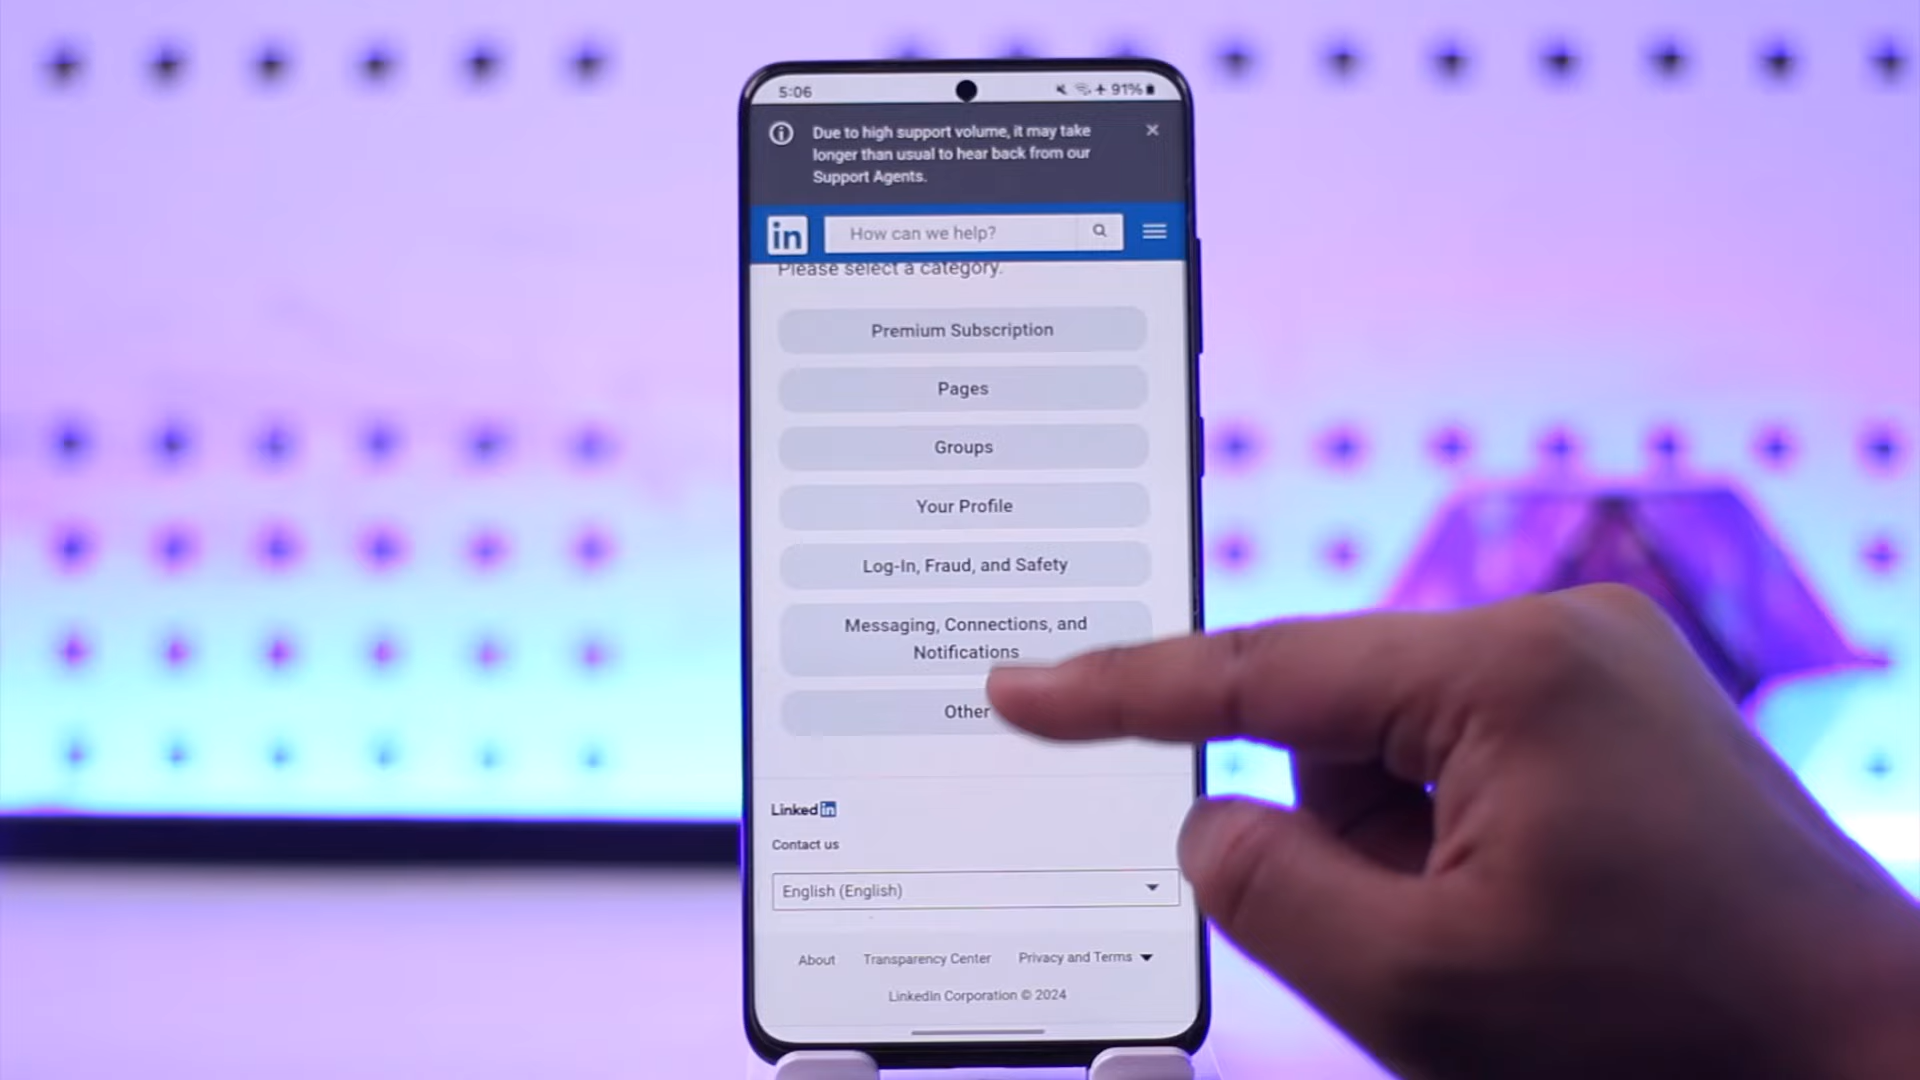 5:06
91%
Due to high support volume, it may take
longer than usual to hear back from our
Support Agents.
in
How can we help?
Please select a category.
Premium Subscription
Pages
Groups
Your Profile
Log-In, Fraud, and Safety
Messaging, Connections, and
Notifications
Other
Linked in
Contact us
English (English)
About Transparency Center Privacy and Terms
LinkedIn Corporation © 2024